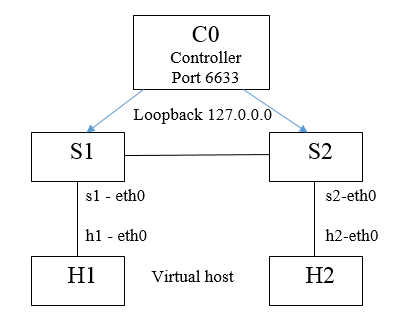 C0
Controller
Port 6633
Loopback 127.0.0.0
S1
S2
s1 - eth0
s2-eth0
h1 - eth0
h2-eth0
H1
Virtual host
H2